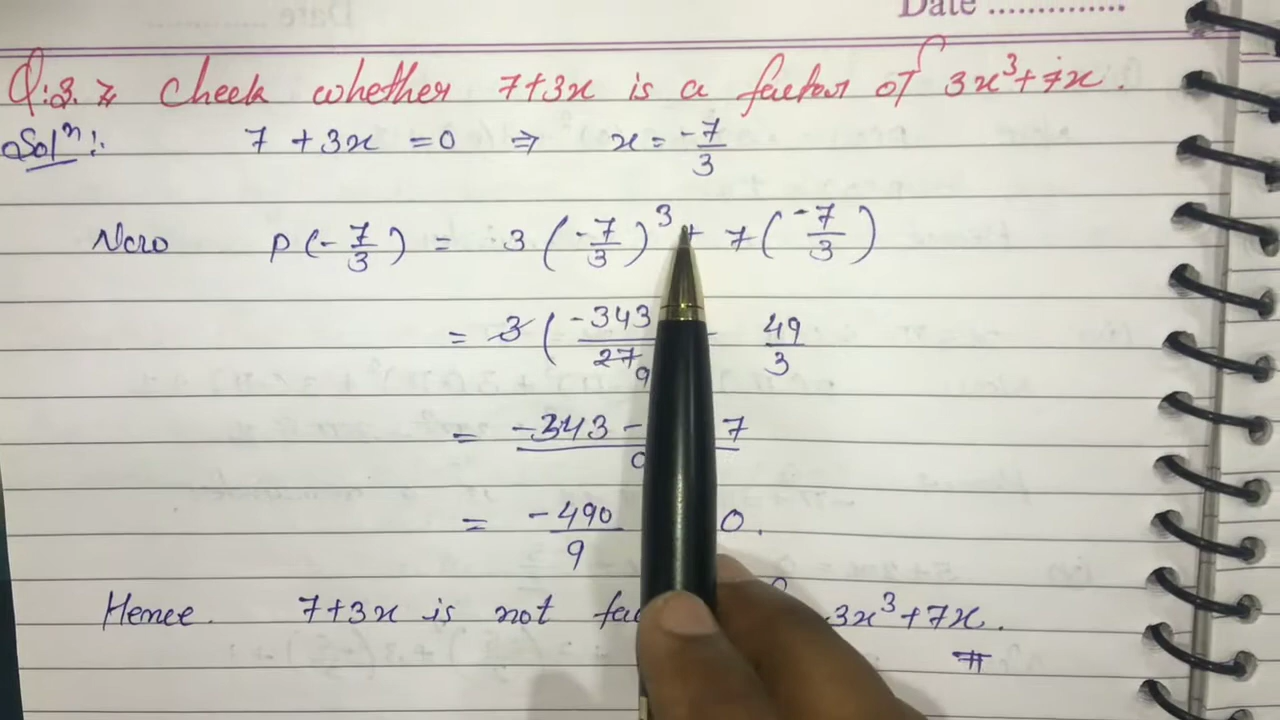 Date ..............
Q:3. Check whether 7+3x is a factor of 3x³+7x.
Solⁿ:. 7 + 3x = 0 ⇒ x = -7/3
Now P(-7/3) = 3(-7/3)³ + 7(-7/3)
= 3(-343/27 9 49/3
= -343 - 7
= -490/9 0.
Hence. 7+3x is not 3x³+7x.